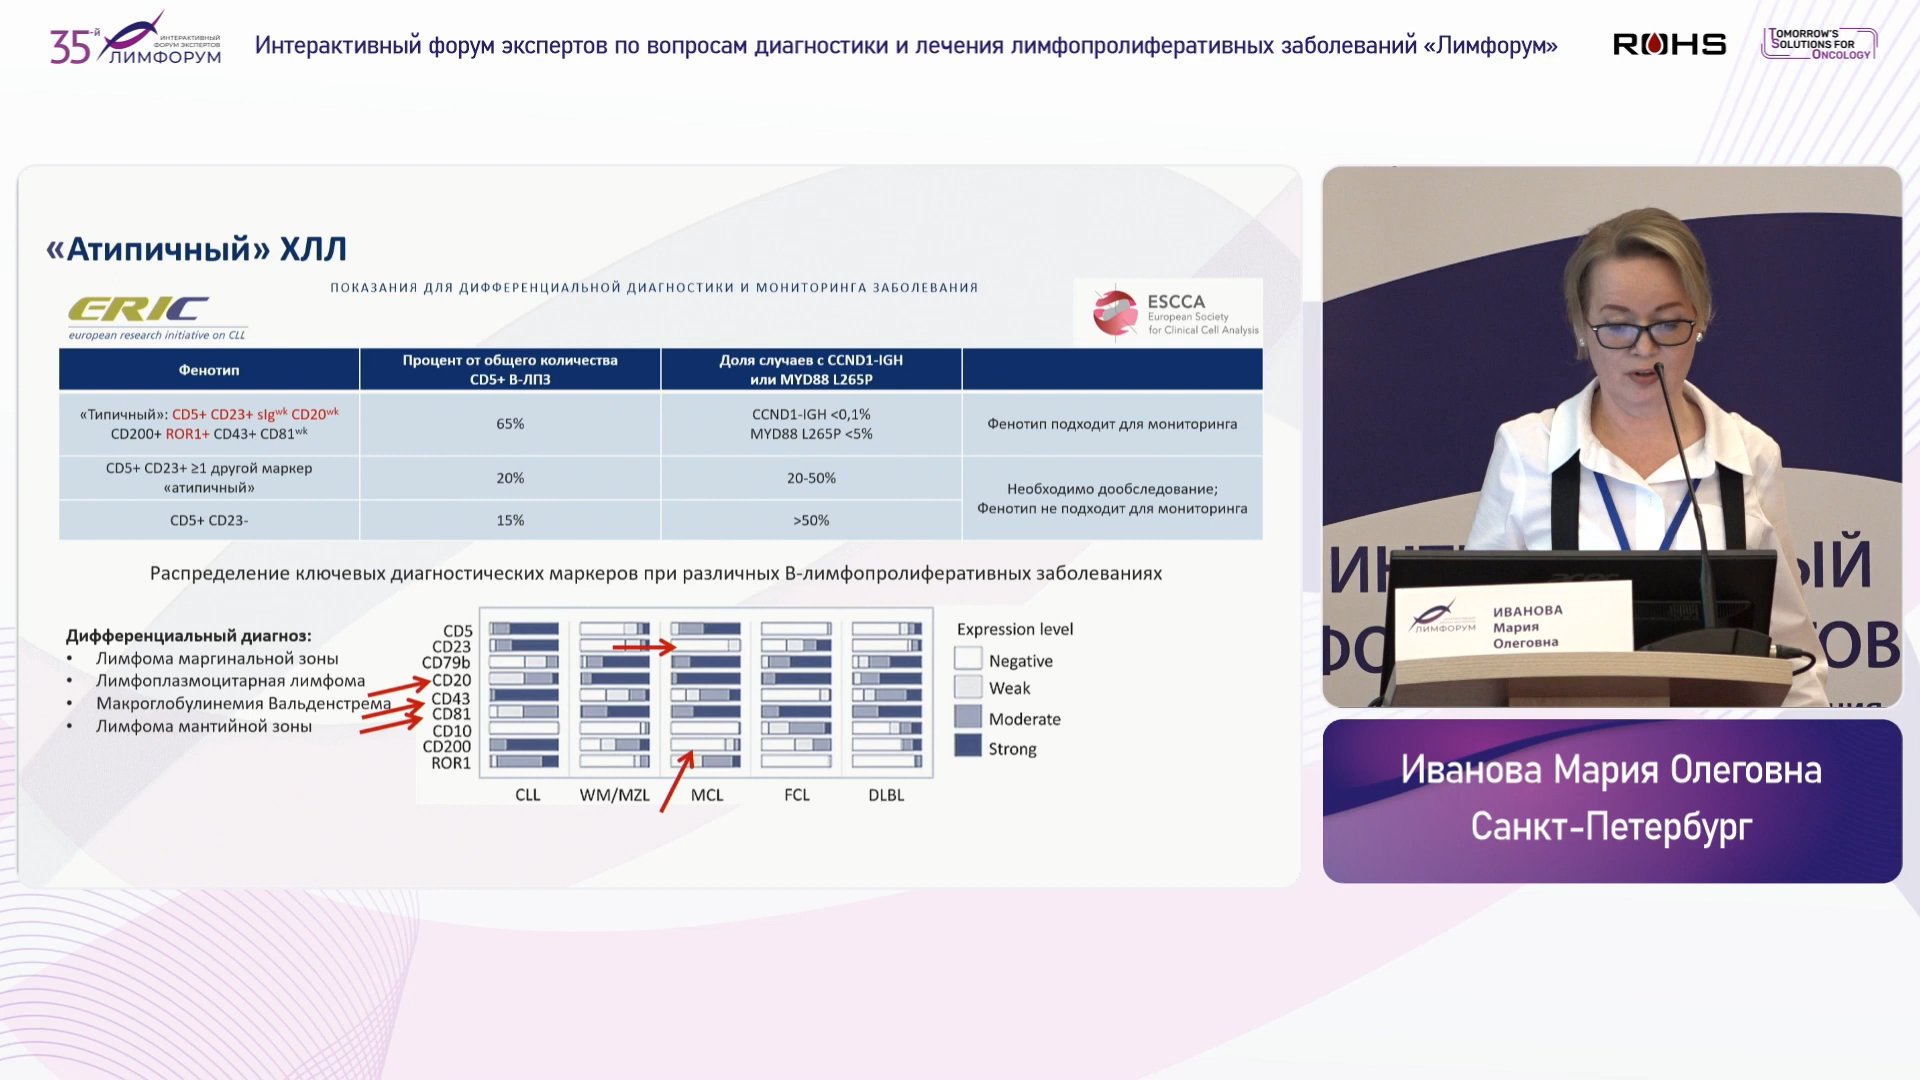 35-й
ИНТЕРАКТИВНЫЙ
ФОРУМ ЭКСПЕРТОВ
ЛИМФОРУМ
Интерактивный форум экспертов по вопросам диагностики и лечения лимфопролиферативных заболеваний «Лимфорум»
ROHS
TOMORROW'S
SOLUTIONS FOR
ONCOLOGY
«Атипичный» ХЛЛ
ПОКАЗАНИЯ ДЛЯ ДИФФЕРЕНЦИАЛЬНОЙ ДИАГНОСТИКИ И МОНИТОРИНГА ЗАБОЛЕВАНИЯ
ERIC
european research initiative on CLL
ESCCA
European Society
for Clinical Cell Analysis
Фенотип
Процент от общего количества
CD5+ В-ЛПЗ
Доля случаев с CCND1-IGH
или MYD88 L265P
«Типичный»: CD5+ CD23+ sIgwk CD20wk
CD200+ ROR1+ CD43+ CD81wk
65%
CCND1-IGH <0,1%
MYD88 L265P <5%
Фенотип подходит для мониторинга
CD5+ CD23+ ≥1 другой маркер
«атипичный»
20%
20-50%
Необходимо дообследование;
Фенотип не подходит для мониторинга
CD5+ CD23-
15%
>50%
Распределение ключевых диагностических маркеров при различных В-лимфопролиферативных заболеваниях
Дифференциальный диагноз:
• Лимфома маргинальной зоны
• Лимфоплазмоцитарная лимфома
• Макроглобулинемия Вальденстрема
• Лимфома мантийной зоны
CD5
CD23
CD79b
CD20
CD43
CD81
CD10
CD200
ROR1
CLL WM/MZL MCL FCL DLBL
Expression level
Negative
Weak
Moderate
Strong
ЛИМФОРУМ
ИВАНОВА
Мария
Олеговна
Иванова Мария Олеговна
Санкт-Петербург